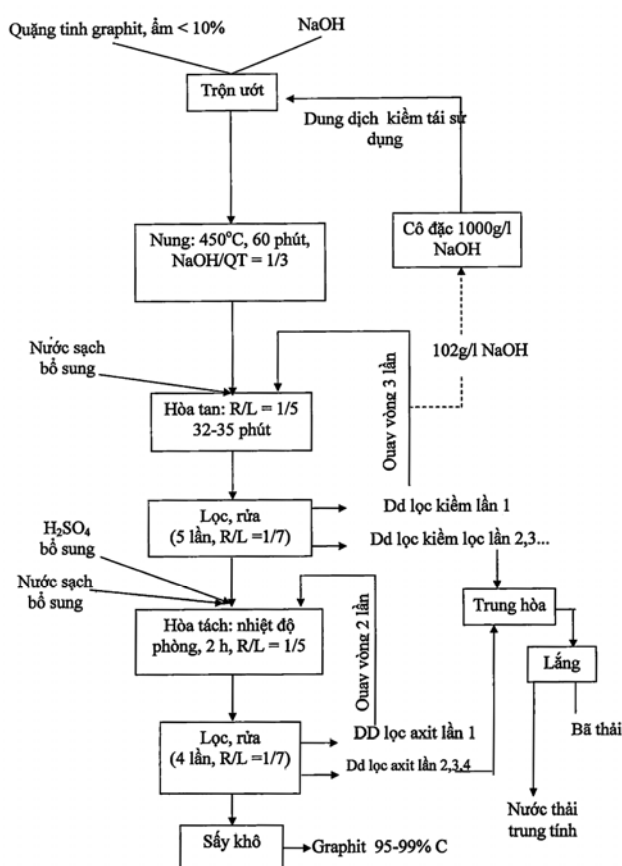 Quặng tinh graphit, ẩm < 10%
NaOH
Trộn ướt
Dung dịch kiềm tái sử
dụng
Nung: 450°C, 60 phút,
NaOH/QT = 1/3
Cô đặc 1000g/l
NaOH
Nước sạch
bổ sung
102g/l NaOH
Quay vòng 3 lần
Hòa tan: R/L = 1/5
32-35 phút
Lọc, rửa
(5 lần, R/L =1/7)
Dd lọc kiềm lần 1
Dd lọc kiềm lọc lần 2,3...
H₂SO₄
bổ sung
Nước sạch
bổ sung
Trung hòa
Hòa tách: nhiệt độ
phòng, 2 h, R/L = 1/5
Quay vòng 2 lần
Lắng
Lọc, rửa
(4 lần, R/L =1/7)
DD lọc axit lần 1
Dd lọc axit lần 2,3,4
Bã thải
Nước thải
trung tính
Sấy khô
Graphit 95-99% C